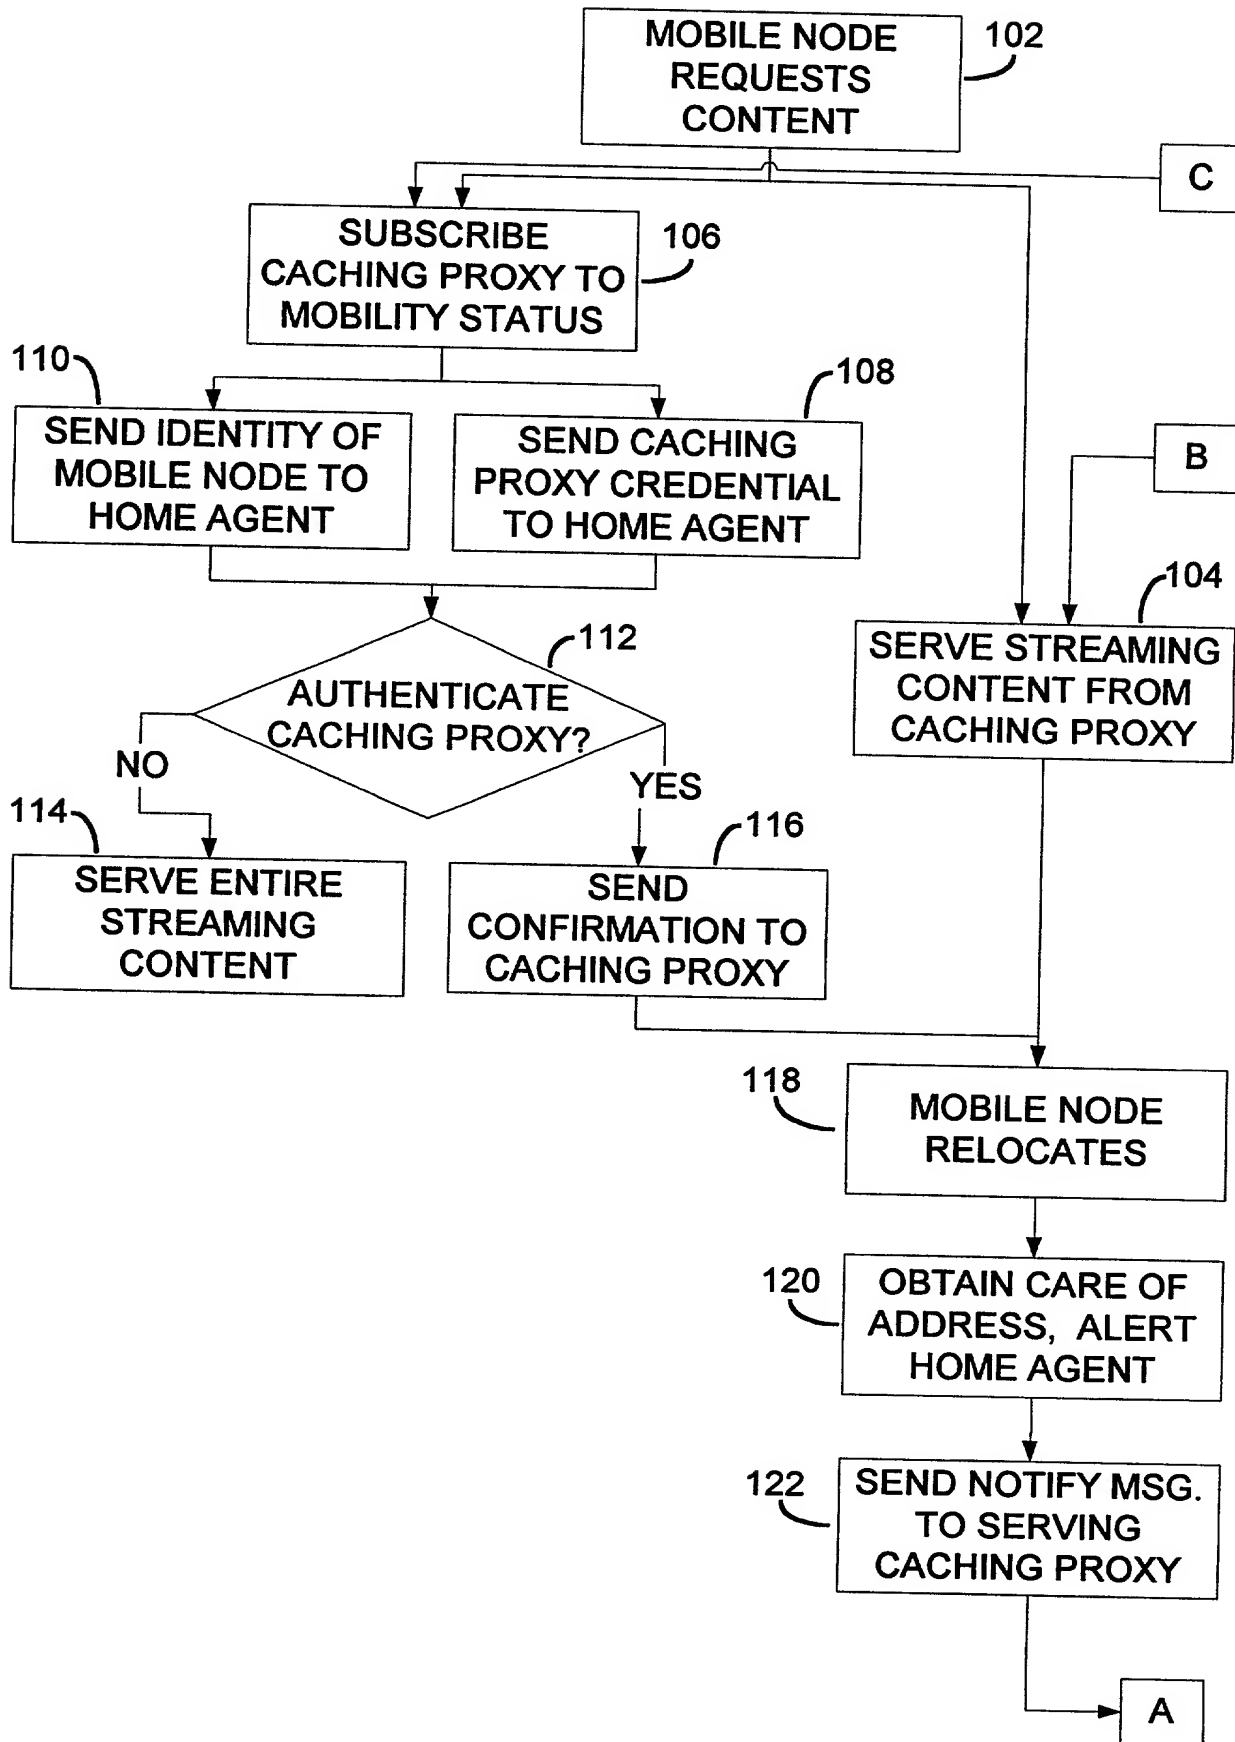 MOBILE NODE
REQUESTS
CONTENT
102
C
SUBSCRIBE
CACHING PROXY TO
MOBILITY STATUS
106
110
108
SEND IDENTITY OF
MOBILE NODE TO
HOME AGENT
SEND CACHING
PROXY CREDENTIAL
TO HOME AGENT
B
104
SERVE STREAMING
CONTENT FROM
CACHING PROXY
112
AUTHENTICATE
CACHING PROXY?
NO
YES
114
116
SERVE ENTIRE
STREAMING
CONTENT
SEND
CONFIRMATION TO
CACHING PROXY
118
MOBILE NODE
RELOCATES
120
OBTAIN CARE OF
ADDRESS, ALERT
HOME AGENT
122
SEND NOTIFY MSG.
TO SERVING
CACHING PROXY
A